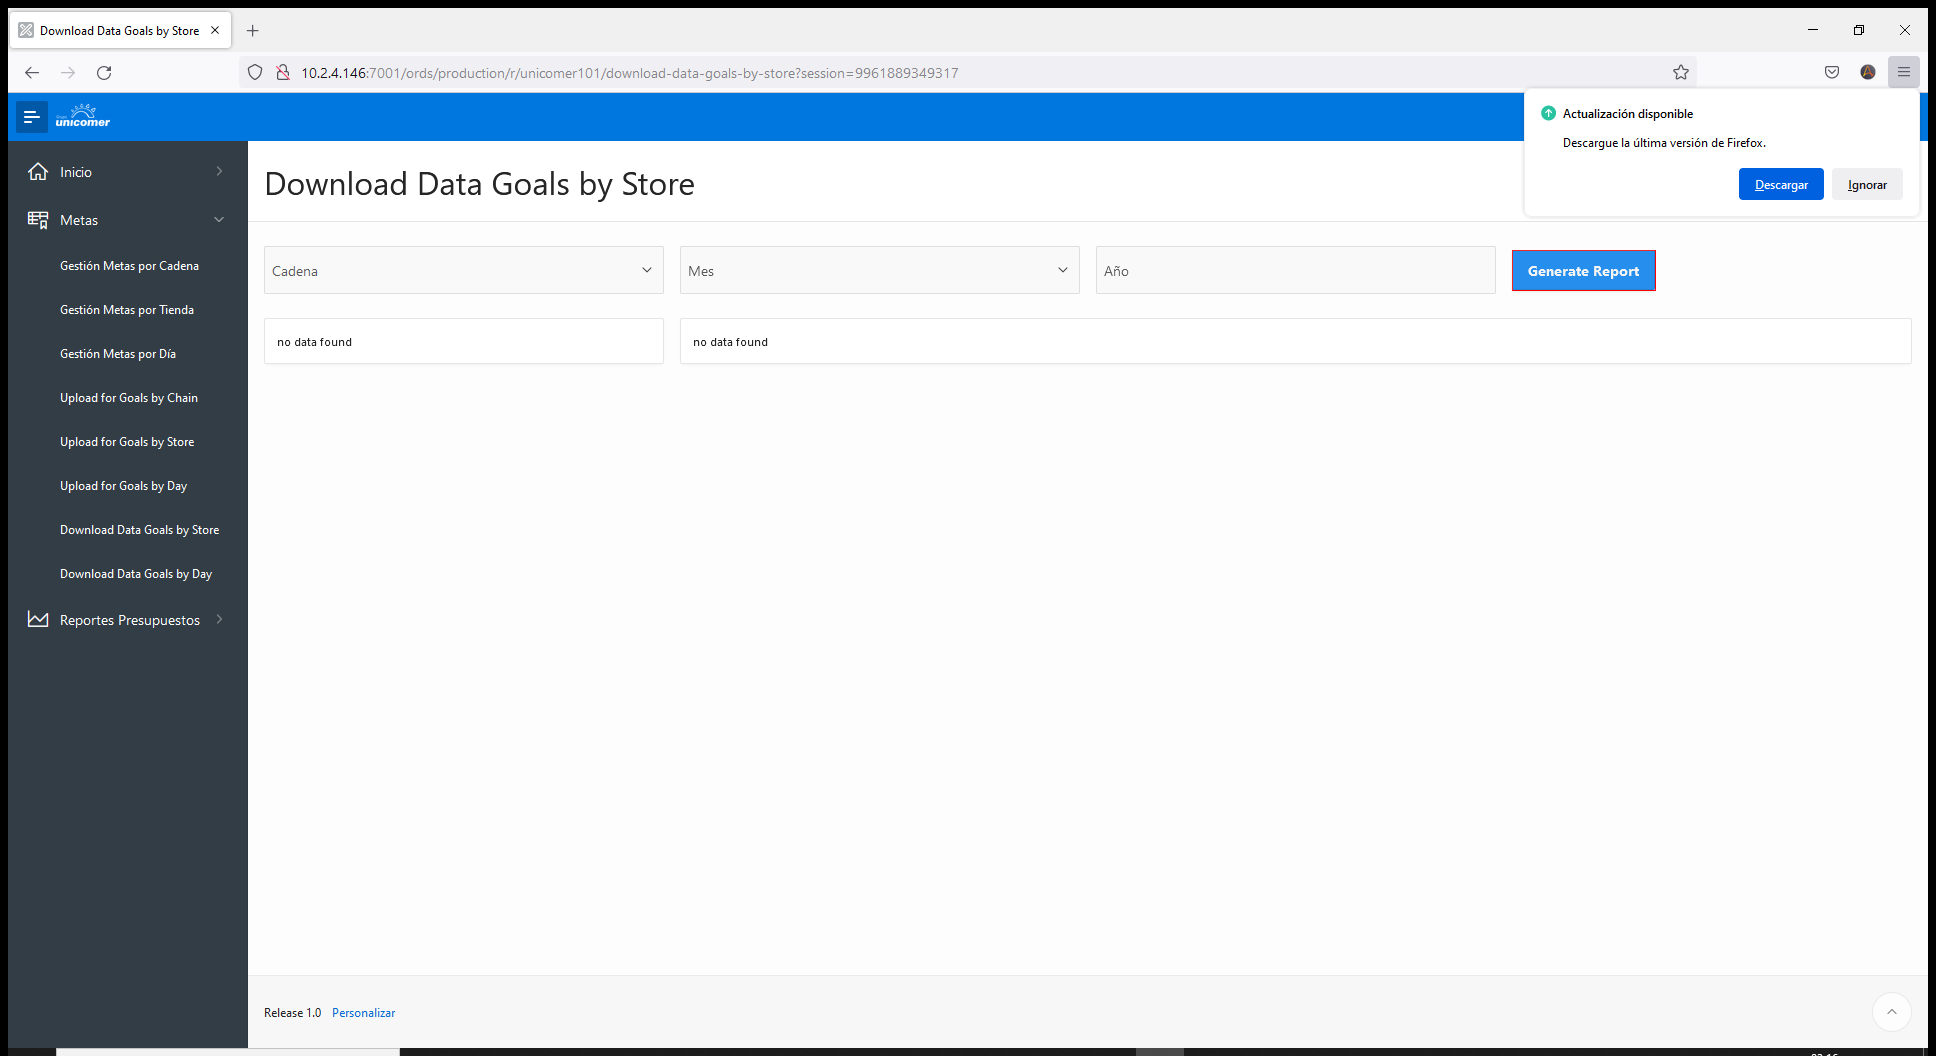 Download Data Goals by Store
10.2.4.146:7001/ords/production/r/unicomer101/download-data-goals-by-store?session=9961889349317
unicomer
Actualización disponible
Descargue la última versión de Firefox.
Descargar
Ignorar
Inicio
Metas
Gestión Metas por Cadena
Gestión Metas por Tienda
Gestión Metas por Día
Upload for Goals by Chain
Upload for Goals by Store
Upload for Goals by Day
Download Data Goals by Store
Download Data Goals by Day
Reportes Presupuestos
Download Data Goals by Store
Cadena
Mes
Año
Generate Report
no data found
no data found
Release 1.0 Personalizar